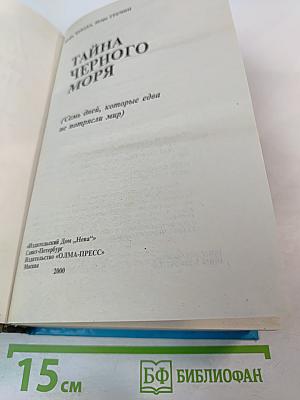 ТАЙНА
ЧЕРНОГО
МОРЯ
(Семь дней, которые едва
не потрясли мир)
«Издательский Дом „Нева“»
Санкт-Петербург
Издательство «ОЛМА-ПРЕСС»
Москва
2000
15 см
БФ БИБЛИОФАН